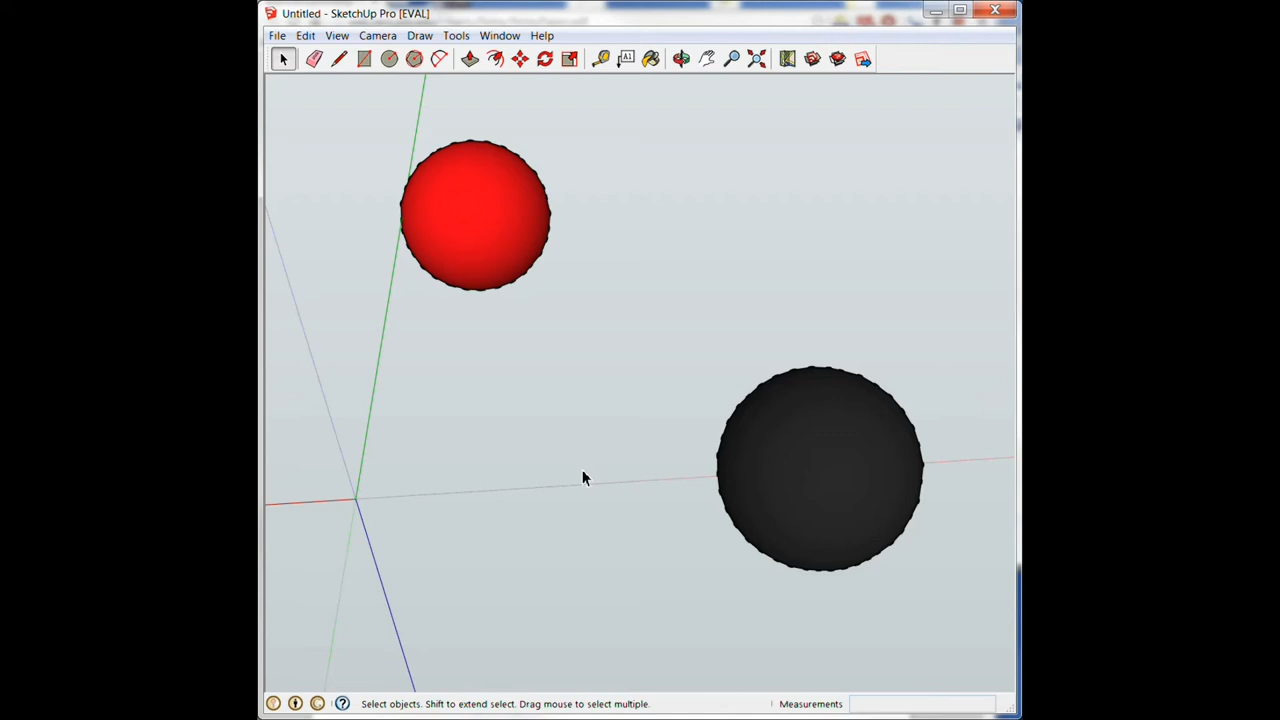 Untitled - SketchUp Pro [EVAL]
File Edit View Camera Draw Tools Window Help
A1
Select objects. Shift to extend select. Drag mouse to select multiple. Measurements